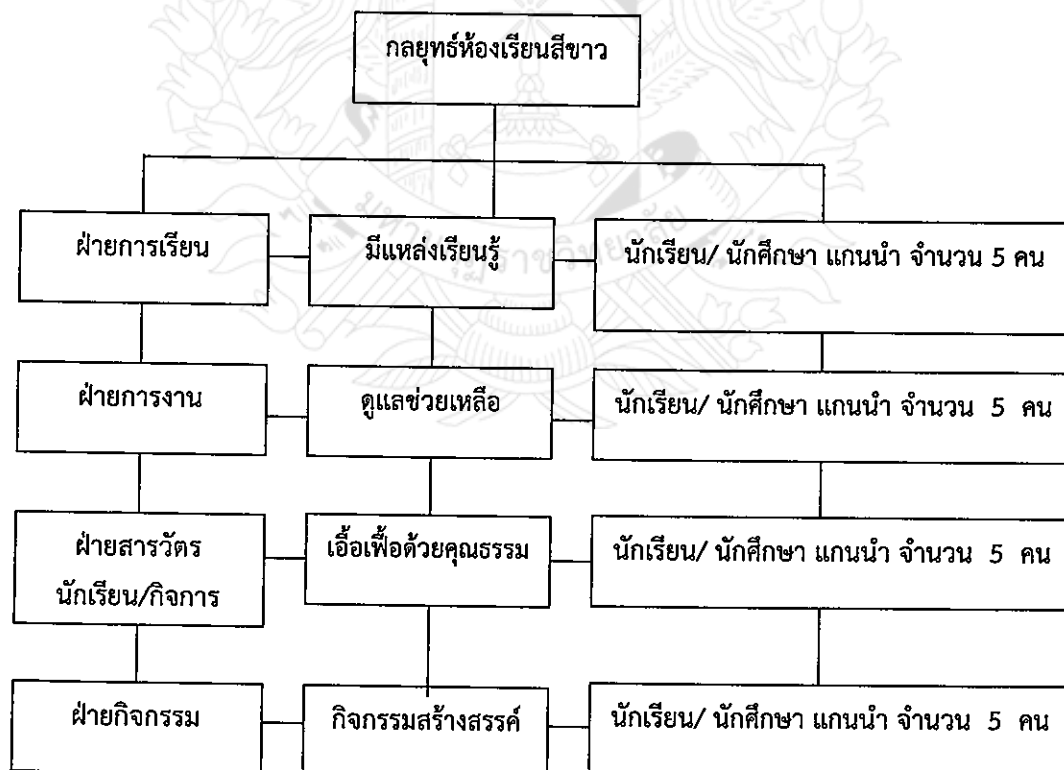 กลยุทธ์ห้องเรียนสีขาว
ฝ่ายการเรียน
มีแหล่งเรียนรู้
นักเรียน/ นักศึกษา แกนนำ จำนวน 5 คน
ฝ่ายการงาน
ดูแลช่วยเหลือ
นักเรียน/ นักศึกษา แกนนำ จำนวน 5 คน
ฝ่ายสารวัตร
นักเรียน/กิจการ
เอื้อเฟื้อด้วยคุณธรรม
นักเรียน/ นักศึกษา แกนนำ จำนวน 5 คน
ฝ่ายกิจกรรม
กิจกรรมสร้างสรรค์
นักเรียน/ นักศึกษา แกนนำ จำนวน 5 คน